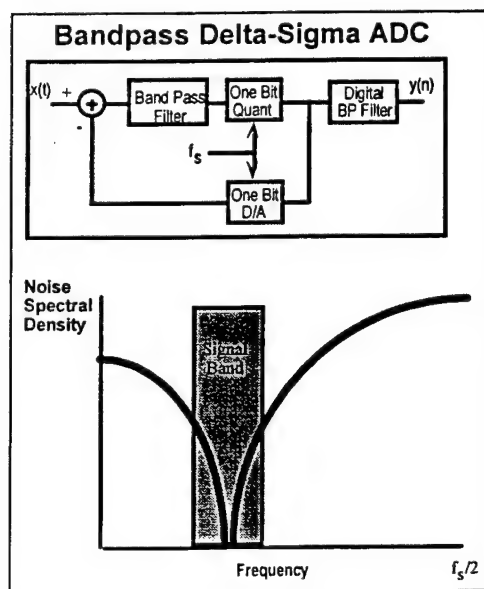 Bandpass Delta-Sigma ADC
x(t)
+
-
+
Band Pass
Filter
One Bit
Quant
Digital
BP Filter
y(n)
fs
One Bit
D/A
Noise
Spectral
Density
Signal
Band
Frequency
fs/2